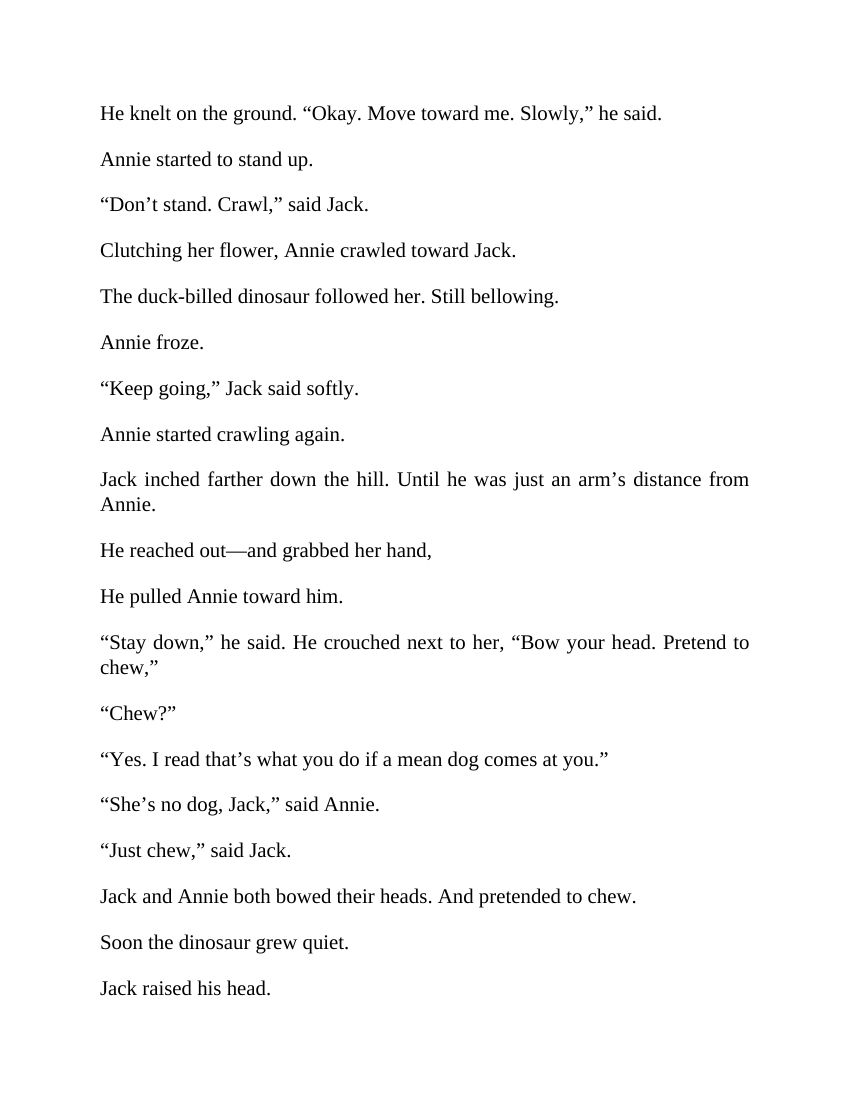 He knelt on the ground. “Okay. Move toward me. Slowly,” he said.
Annie started to stand up.
“Don’t stand. Crawl,” said Jack.
Clutching her flower, Annie crawled toward Jack.
The duck-billed dinosaur followed her. Still bellowing.
Annie froze.
“Keep going,” Jack said softly.
Annie started crawling again.
Jack inched farther down the hill. Until he was just an arm’s distance from
Annie.
He reached out—and grabbed her hand,
He pulled Annie toward him.
“Stay down,” he said. He crouched next to her, “Bow your head. Pretend to
chew,”
“Chew?”
“Yes. I read that’s what you do if a mean dog comes at you.”
“She’s no dog, Jack,” said Annie.
“Just chew,” said Jack.
Jack and Annie both bowed their heads. And pretended to chew.
Soon the dinosaur grew quiet.
Jack raised his head.